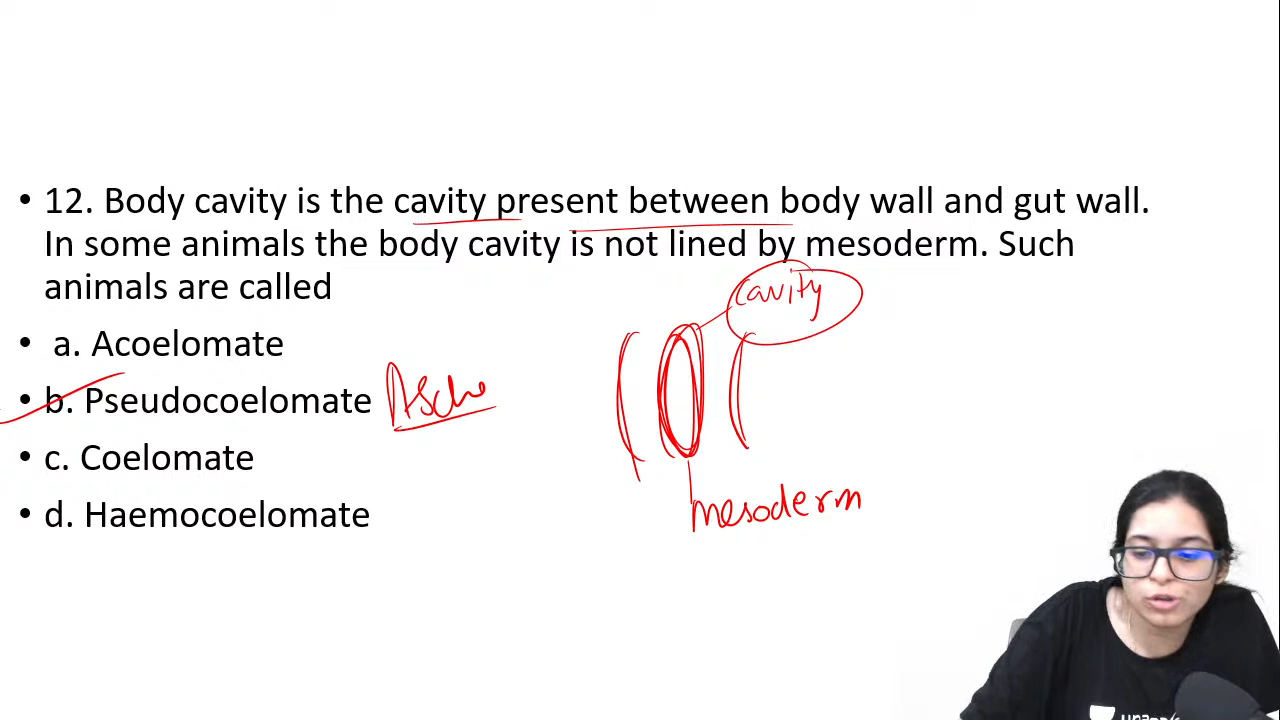 • 12. Body cavity is the cavity present between body wall and gut wall.
In some animals the body cavity is not lined by mesoderm. Such
animals are called
cavity
• a. Acoelomate
• b. Pseudocoelomate Asche
• c. Coelomate
mesoderm
• d. Haemocoelomate